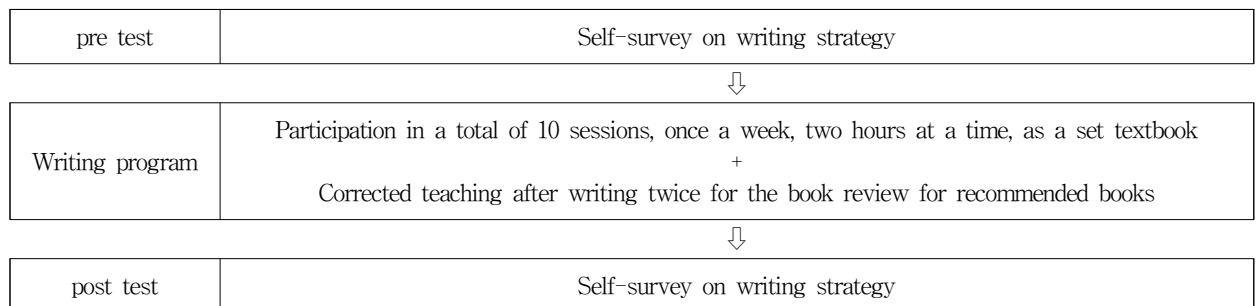 pre test
Self-survey on writing strategy
Writing program
Participation in a total of 10 sessions, once a week, two hours at a time, as a set textbook
+
Corrected teaching after writing twice for the book review for recommended books
post test
Self-survey on writing strategy